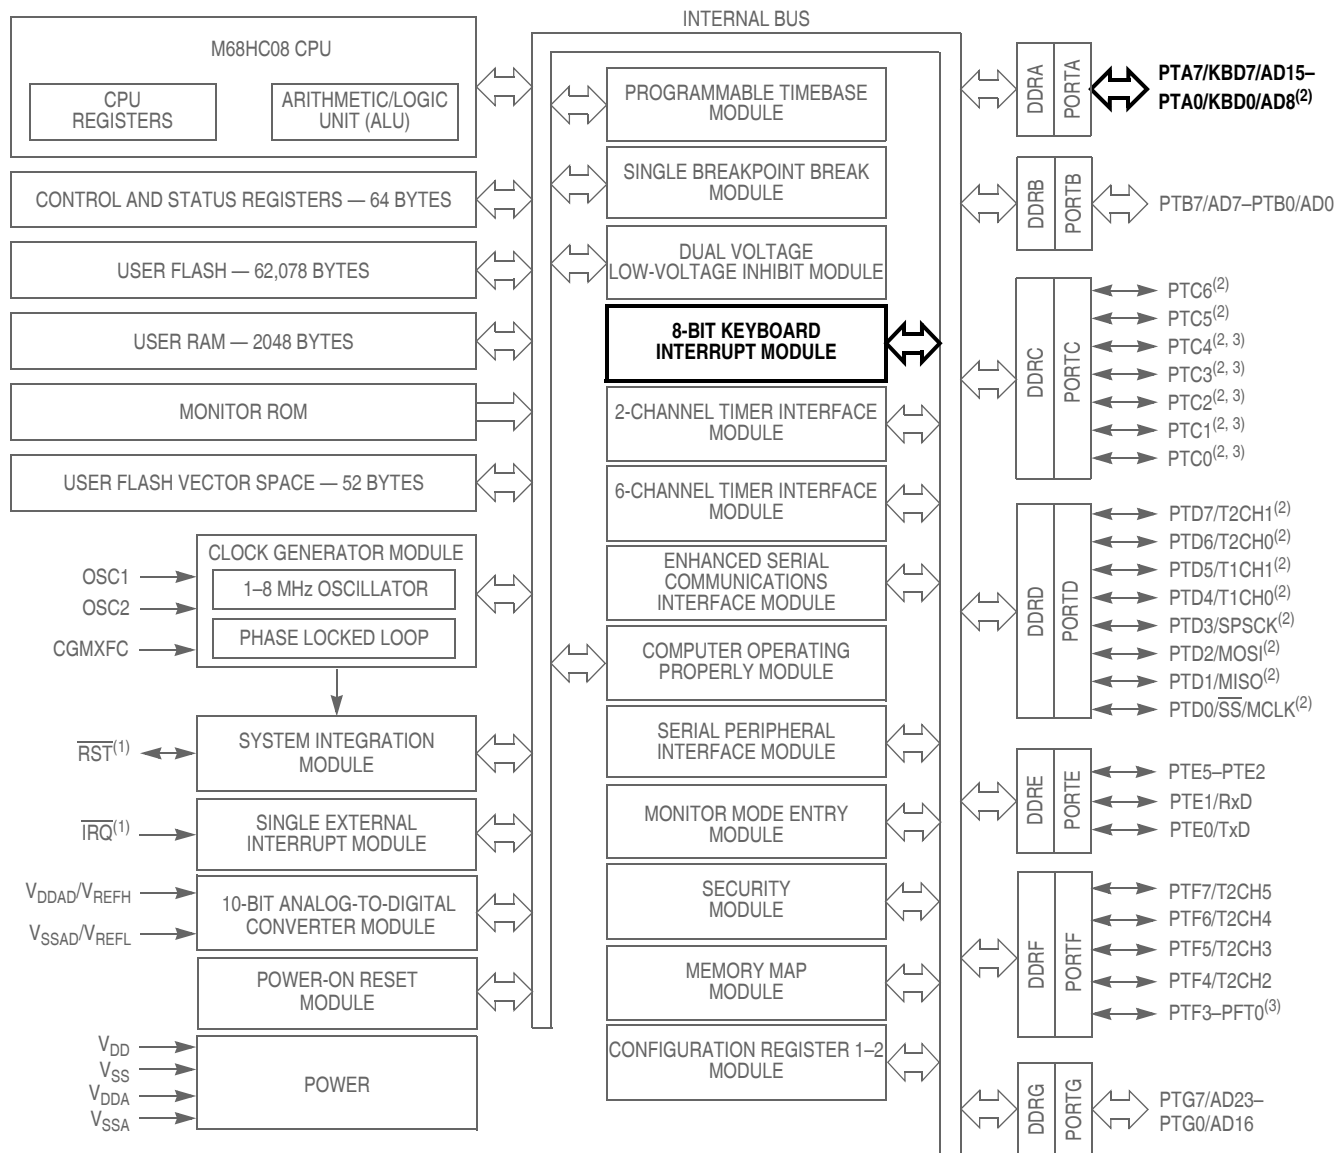 INTERNAL BUS
M68HC08 CPU
CPU
REGISTERS
ARITHMETIC/LOGIC
UNIT (ALU)
CONTROL AND STATUS REGISTERS — 64 BYTES
USER FLASH — 62,078 BYTES
USER RAM — 2048 BYTES
MONITOR ROM
USER FLASH VECTOR SPACE — 52 BYTES
CLOCK GENERATOR MODULE
1–8 MHz OSCILLATOR
PHASE LOCKED LOOP
OSC1
OSC2
CGMXFC
SYSTEM INTEGRATION
MODULE
RST(1)
SINGLE EXTERNAL
INTERRUPT MODULE
IRQ(1)
10-BIT ANALOG-TO-DIGITAL
CONVERTER MODULE
VDDAD/VREFH
VSSAD/VREFL
POWER-ON RESET
MODULE
POWER
VDD
VSS
VDDA
VSSA
PROGRAMMABLE TIMEBASE
MODULE
SINGLE BREAKPOINT BREAK
MODULE
DUAL VOLTAGE
LOW-VOLTAGE INHIBIT MODULE
8-BIT KEYBOARD
INTERRUPT MODULE
2-CHANNEL TIMER INTERFACE
MODULE
6-CHANNEL TIMER INTERFACE
MODULE
ENHANCED SERIAL
COMMUNICATIONS
INTERFACE MODULE
COMPUTER OPERATING
PROPERLY MODULE
SERIAL PERIPHERAL
INTERFACE MODULE
MONITOR MODE ENTRY
MODULE
SECURITY
MODULE
MEMORY MAP
MODULE
CONFIGURATION REGISTER 1–2
MODULE
DDRA
PORTA
PTA7/KBD7/AD15–
PTA0/KBD0/AD8(2)
DDRB
PORTB
PTB7/AD7–PTB0/AD0
DDRC
PORTC
PTC6(2)
PTC5(2)
PTC4(2, 3)
PTC3(2, 3)
PTC2(2, 3)
PTC1(2, 3)
PTC0(2, 3)
DDRD
PORTD
PTD7/T2CH1(2)
PTD6/T2CH0(2)
PTD5/T1CH1(2)
PTD4/T1CH0(2)
PTD3/SPSCK(2)
PTD2/MOSI(2)
PTD1/MISO(2)
PTD0/SS/MCLK(2)
DDRE
PORTE
PTE5–PTE2
PTE1/RxD
PTE0/TxD
DDRF
PORTF
PTF7/T2CH5
PTF6/T2CH4
PTF5/T2CH3
PTF4/T2CH2
PTF3–PFT0(3)
DDRG
PORTG
PTG7/AD23–
PTG0/AD16